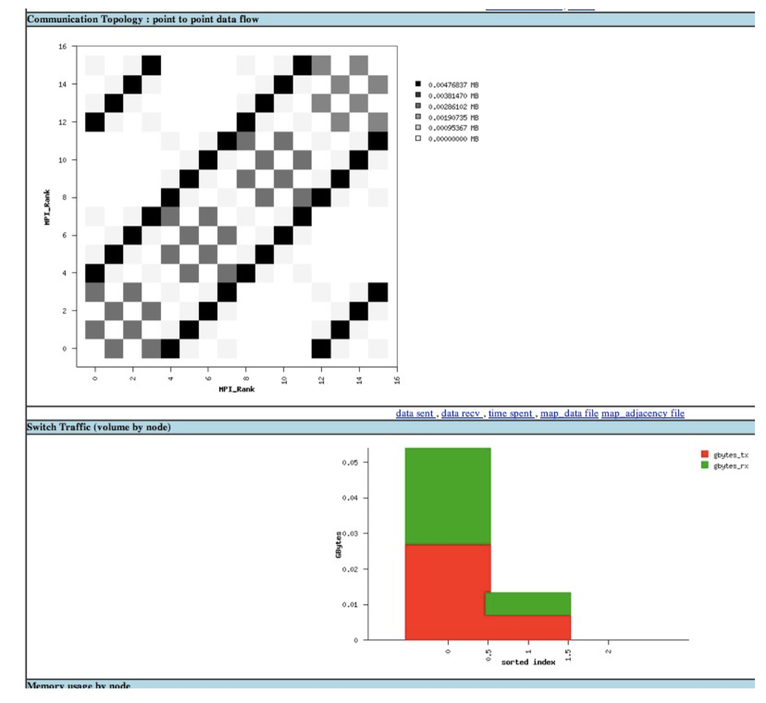 Communication Topology : point to point data flow
16
14
12
10
8
6
4
2
0
MPI_Rank
0 2 4 6 8 10 12 14 16
MPI_Rank
0.00476837 MB
0.00381470 MB
0.00286102 MB
0.00190735 MB
0.00095367 MB
0.00000000 MB
data sent , data recv , time spent , map_data file map_adjacency file
Switch Traffic (volume by node)
0.05
0.04
0.03
0.02
0.01
0
GBytes
0 0.5 1 1.5 2
sorted index
gbytes_tx
gbytes_rx
Memory usage by node